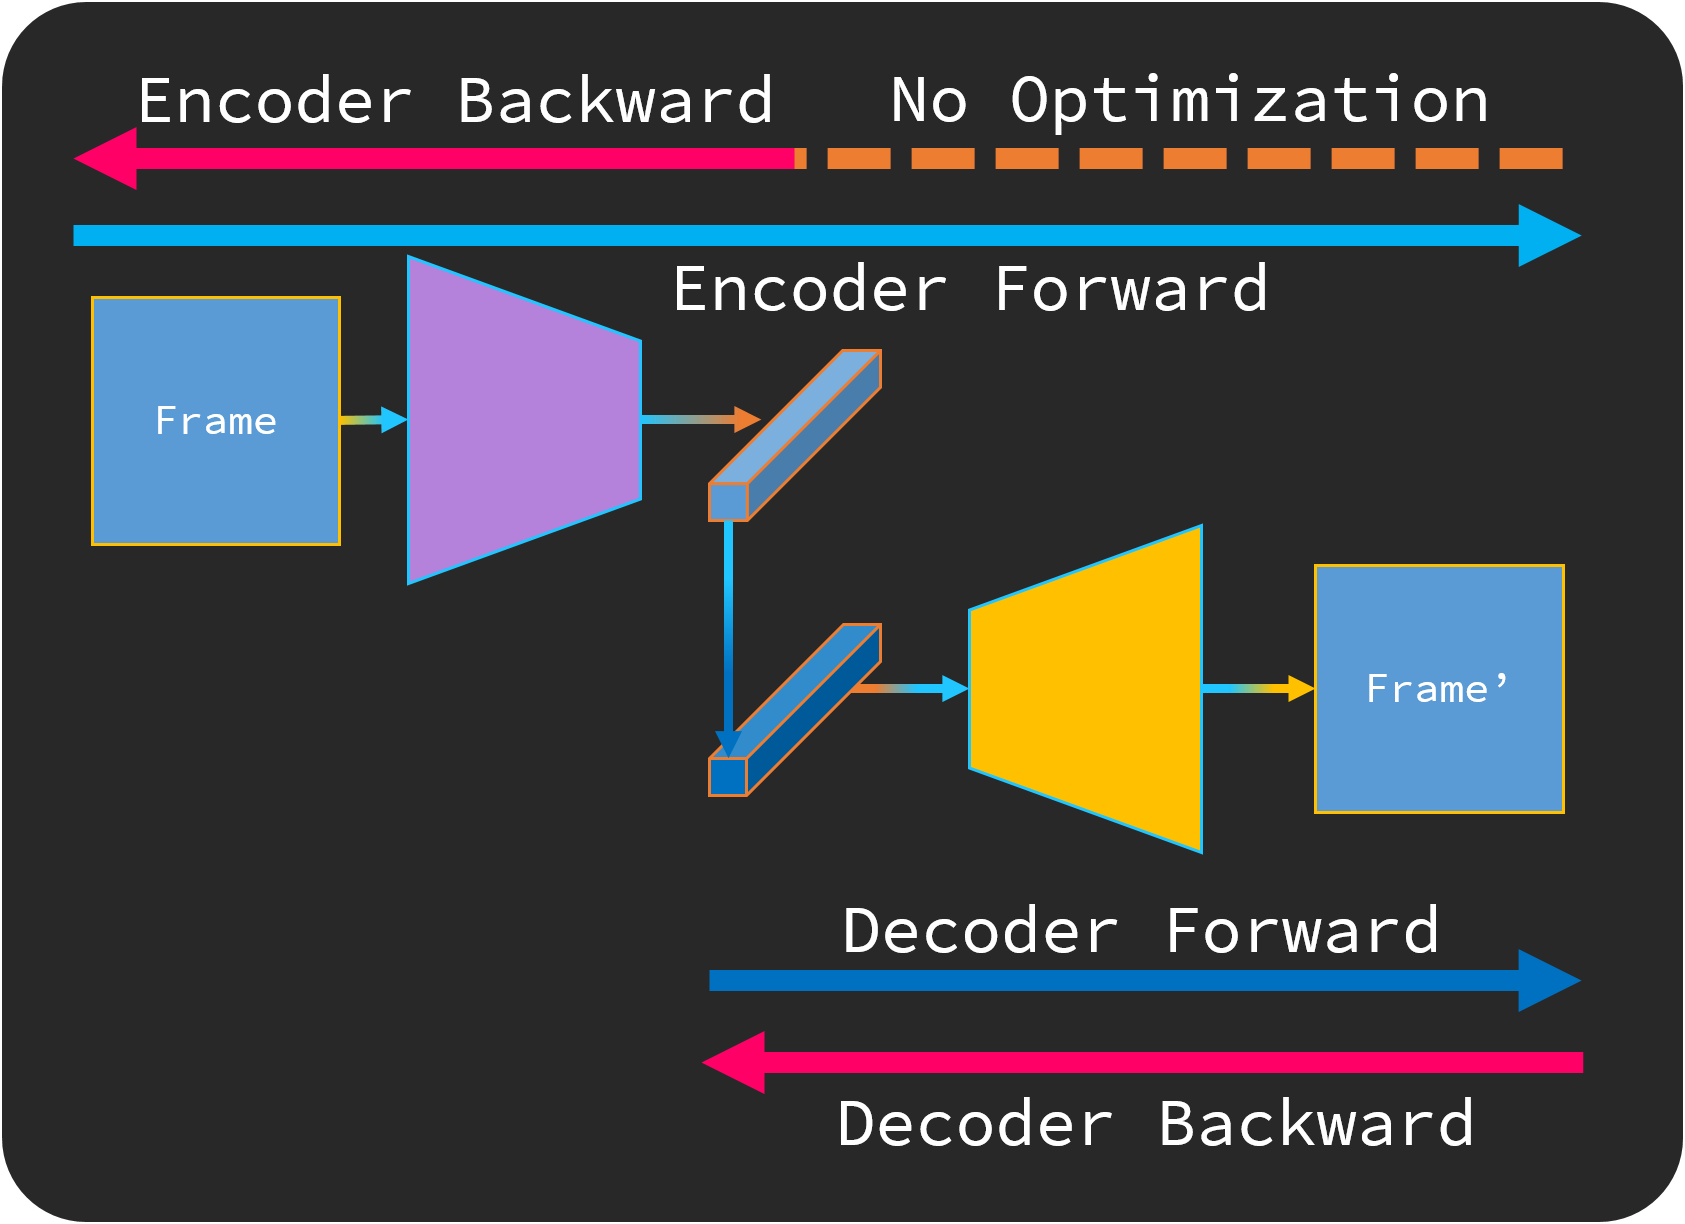 Encoder Backward
No Optimization
Encoder Forward
Frame
Frame’
Decoder Forward
Decoder Backward